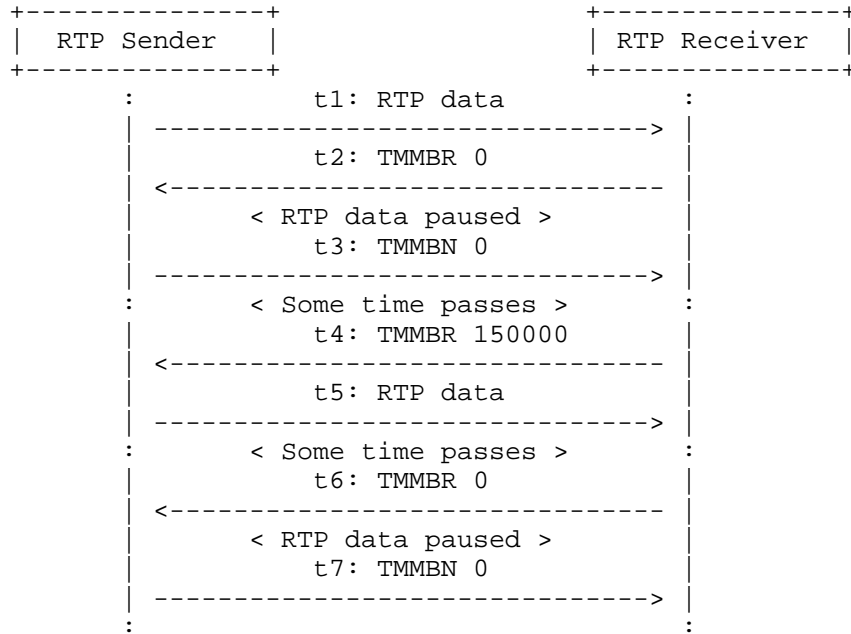 RTP Sender RTP Receiver
t1: RTP data
t2: TMMBR 0
< RTP data paused >
t3: TMMBN 0
< Some time passes >
t4: TMMBR 150000
t5: RTP data
< Some time passes >
t6: TMMBR 0
< RTP data paused >
t7: TMMBN 0